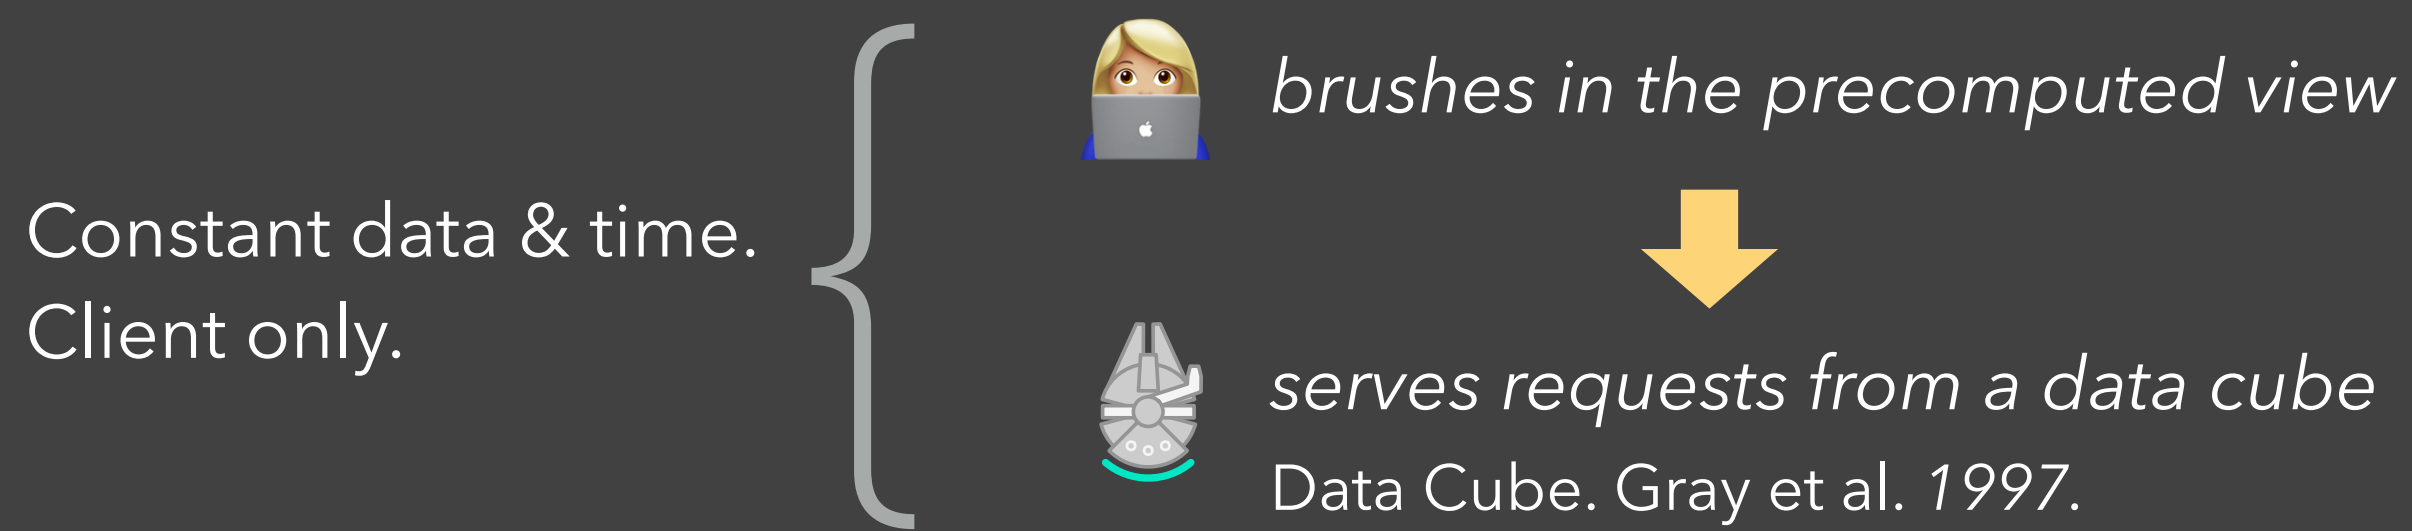 Constant data & time.
Client only.
brushes in the precomputed view
serves requests from a data cube
Data Cube. Gray et al. 1997.